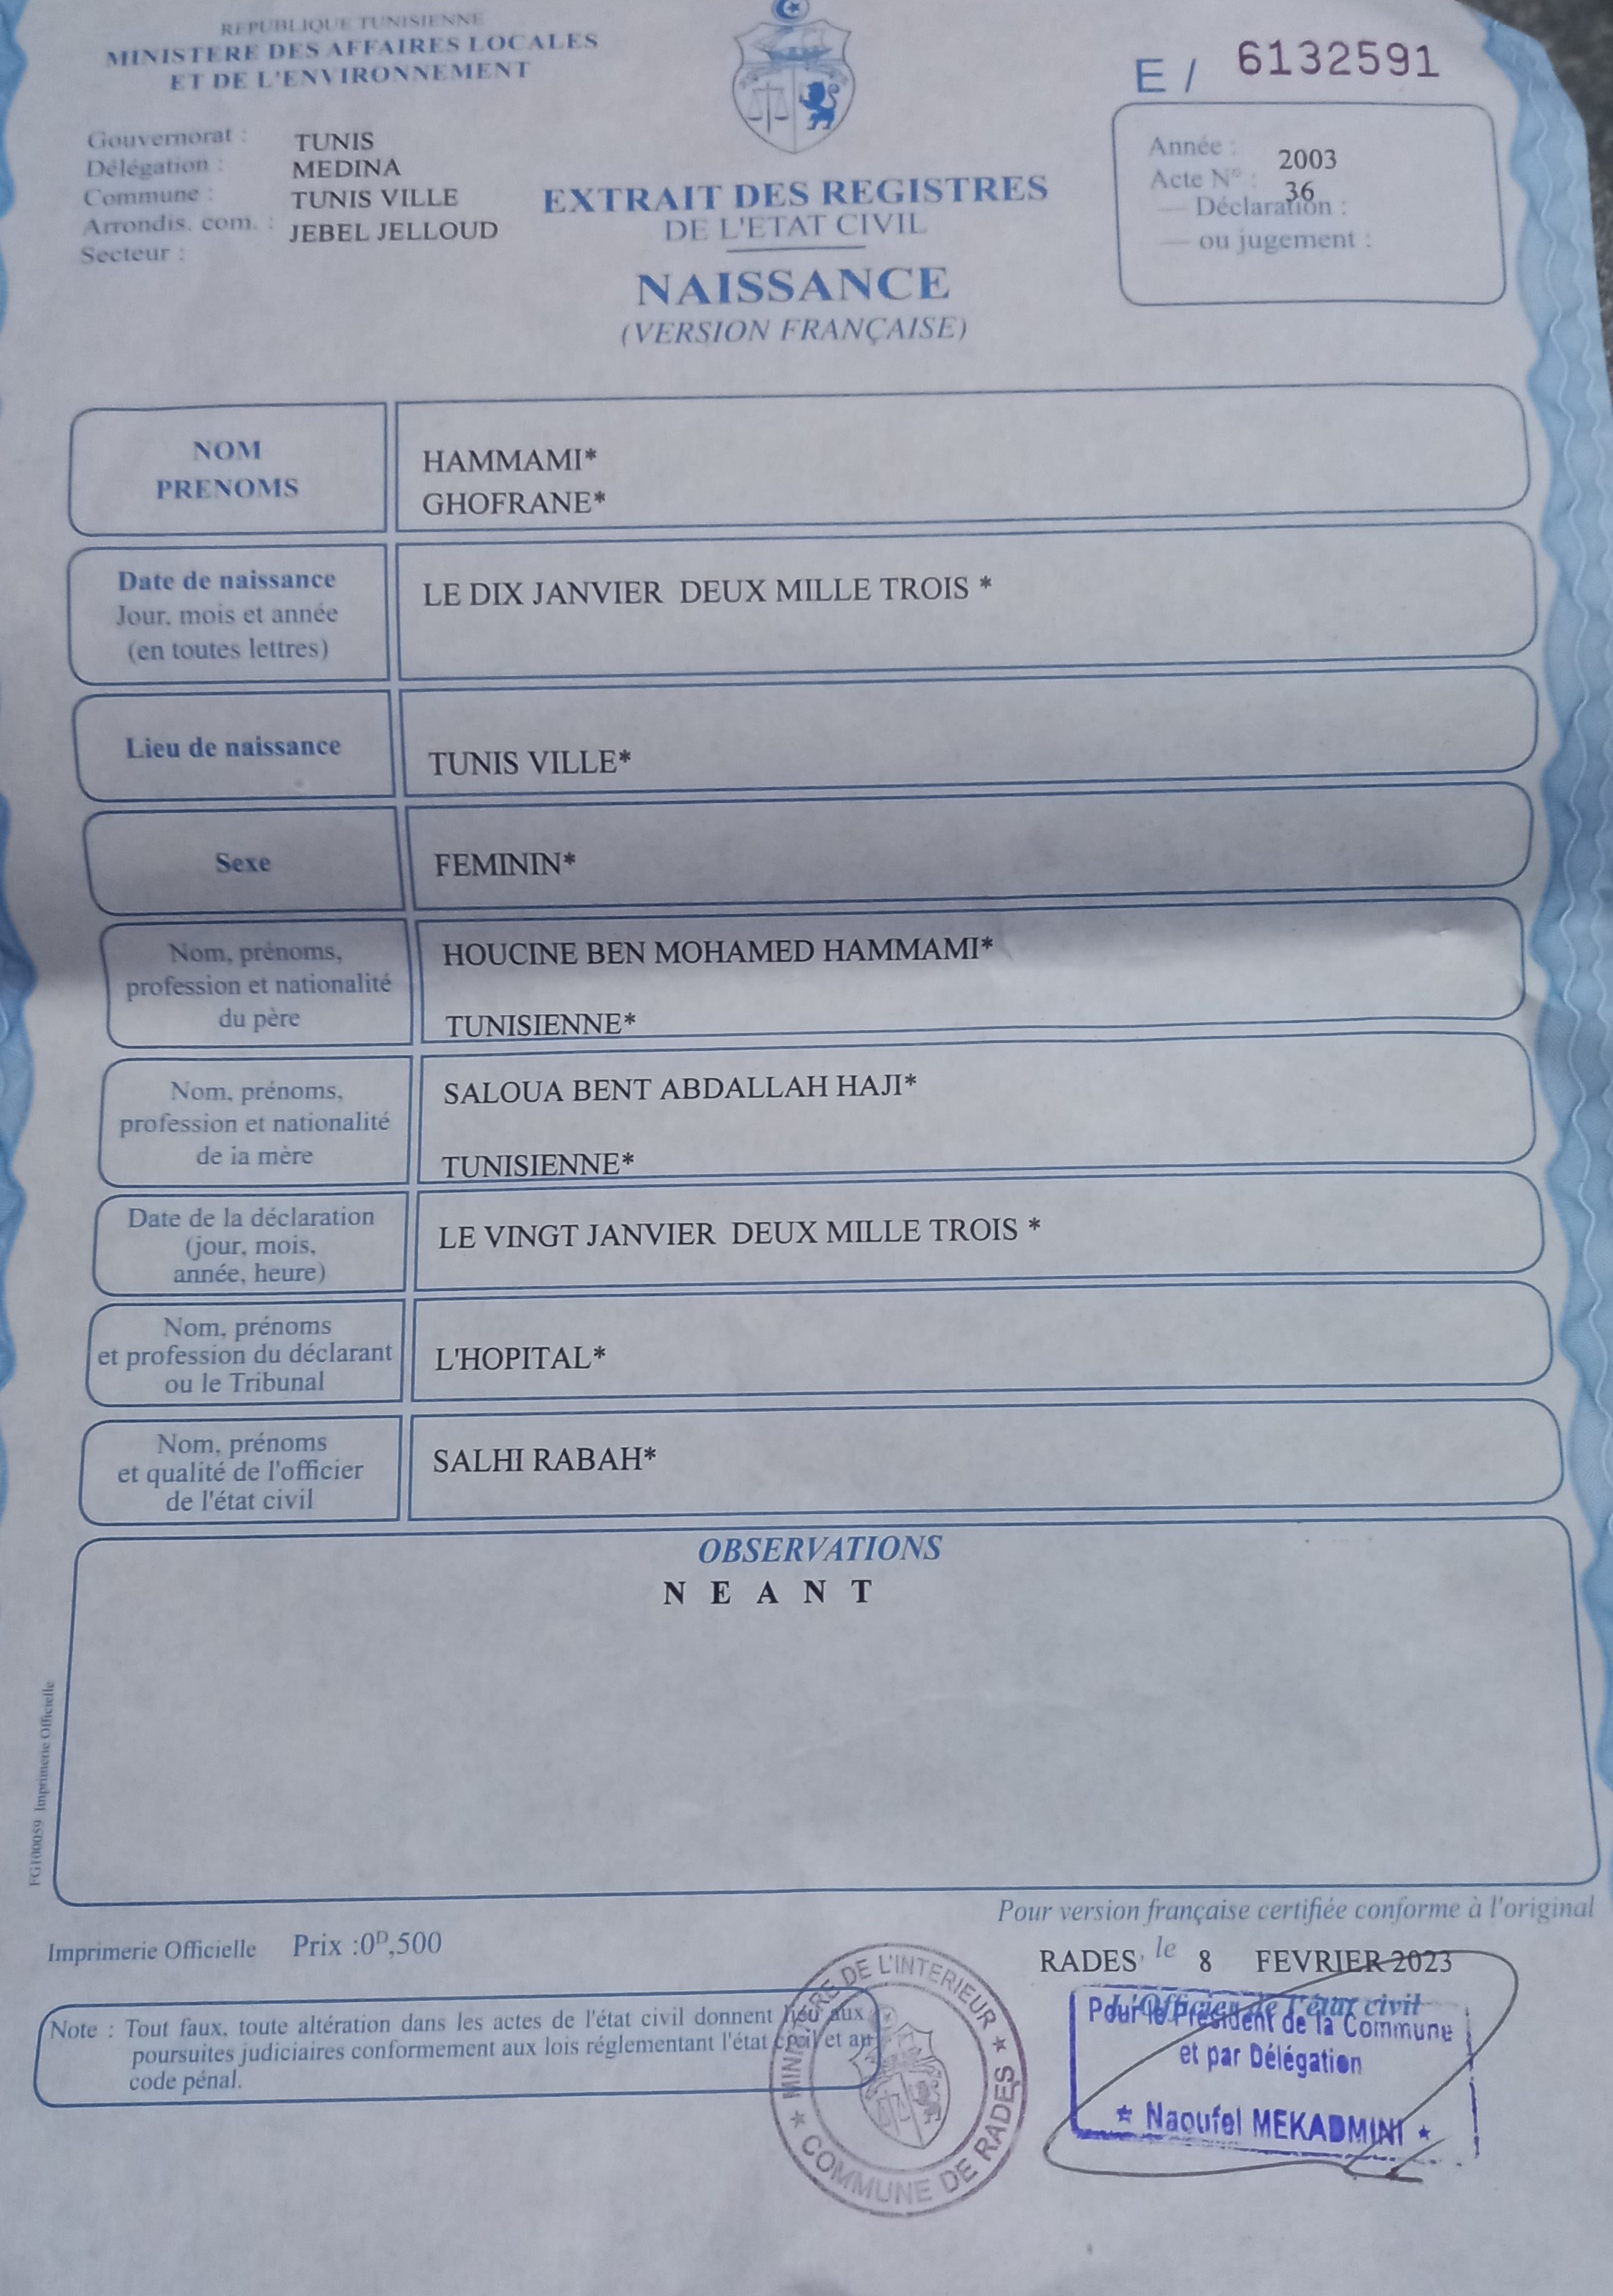 REPUBLIQUE TUNISIENNE
MINISTERE DES AFFAIRES LOCALES
ET DE L'ENVIRONNEMENT
E / 6132591
Gouvernorat : TUNIS
Délégation : MEDINA
Commune : TUNIS VILLE
Arrondis. com. : JEBEL JELLOUD
Secteur :
EXTRAIT DES REGISTRES
DE L'ETAT CIVIL
NAISSANCE
(VERSION FRANÇAISE)
Année : 2003
Acte N° : 36
— Déclaration :
— ou jugement :
NOM
PRENOMS
HAMMAMI*
GHOFRANE*
Date de naissance
Jour, mois et année
(en toutes lettres)
LE DIX JANVIER DEUX MILLE TROIS *
Lieu de naissance
TUNIS VILLE*
Sexe
FEMININ*
Nom, prénoms,
profession et nationalité
du père
HOUCINE BEN MOHAMED HAMMAMI*
TUNISIENNE*
Nom, prénoms,
profession et nationalité
de la mère
SALOUA BENT ABDALLAH HAJI*
TUNISIENNE*
Date de la déclaration
(jour, mois,
année, heure)
LE VINGT JANVIER DEUX MILLE TROIS *
Nom, prénoms
et profession du déclarant
ou le Tribunal
L'HOPITAL*
Nom, prénoms
et qualité de l'officier
de l'état civil
SALHI RABAH*
OBSERVATIONS
N E A N T
FG100059 Imprimerie Officielle
Pour version française certifiée conforme à l'original
Imprimerie Officielle Prix :0D,500
RADES, le 8 FEVRIER 2023
L'Officier de l'état civil
Pour le Président de la Commune
et par Délégation
* Naoufel MEKADMINI *
Note : Tout faux, toute altération dans les actes de l'état civil donnent lieu aux
poursuites judiciaires conformement aux lois réglementant l'état civil et au
code pénal.
* MINISTERE DE L'INTERIEUR *
COMMUNE DE RADES